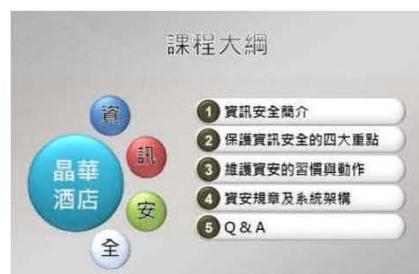 課程大綱
資
訊
安
全
晶華
酒店
1 資訊安全簡介
2 保護資訊安全的四大重點
3 維護資安的習慣與動作
4 資安規章及系統架構
5 Q & A